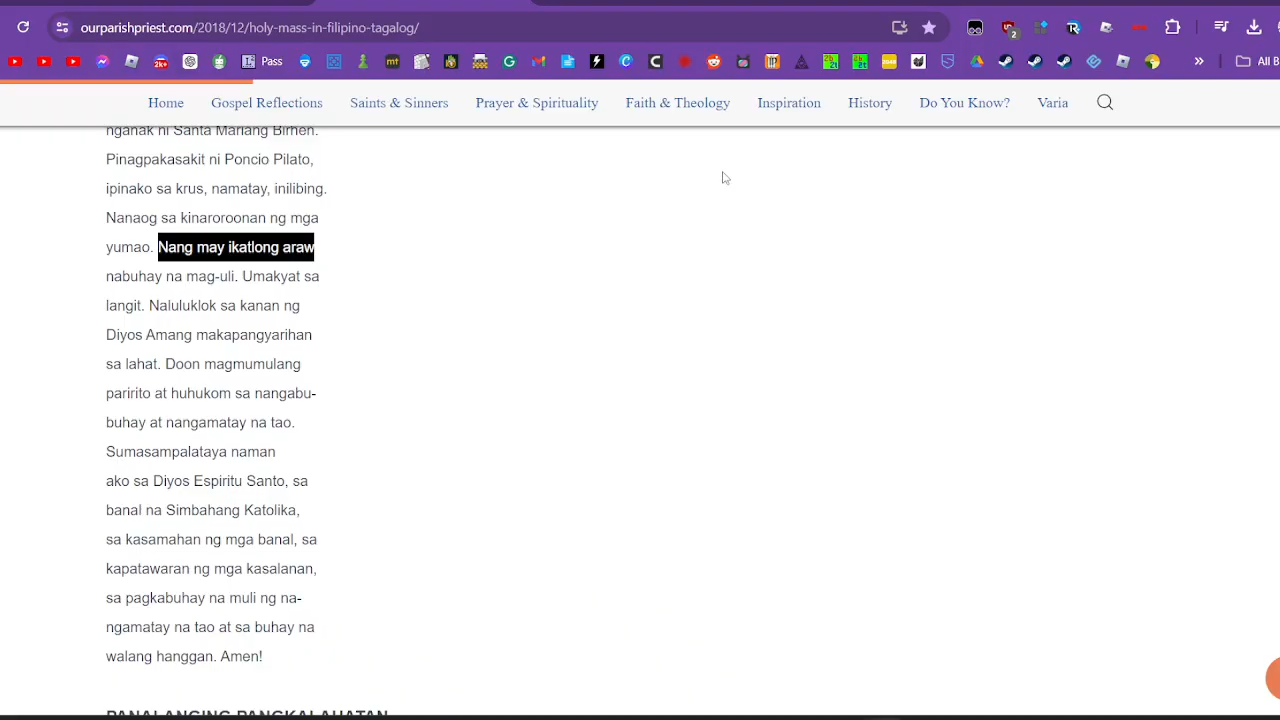 ourparishpriest.com/2018/12/holy-mass-in-filipino-tagalog/
Pass
All B
Home Gospel Reflections Saints & Sinners Prayer & Spirituality Faith & Theology Inspiration History Do You Know? Varia
nganak ni Santa Mariang Birhen.
Pinagpakasakit ni Poncio Pilato,
ipinako sa krus, namatay, inilibing.
Nanaog sa kinaroroonan ng mga
yumao. Nang may ikatlong araw
nabuhay na mag-uli. Umakyat sa
langit. Naluluklok sa kanan ng
Diyos Amang makapangyarihan
sa lahat. Doon magmumulang
paririto at huhukom sa nangabu-
buhay at nangamatay na tao.
Sumasampalataya naman
ako sa Diyos Espiritu Santo, sa
banal na Simbahang Katolika,
sa kasamahan ng mga banal, sa
kapatawaran ng mga kasalanan,
sa pagkabuhay na muli ng na-
ngamatay na tao at sa buhay na
walang hanggan. Amen!
PANALANGING PANGKALAHATAN